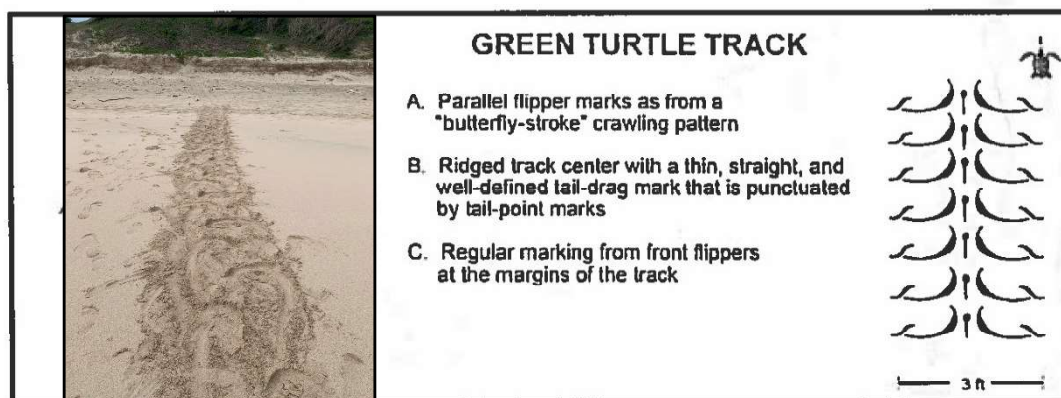 GREEN TURTLE TRACK
A. Parallel flipper marks as from a
"butterfly-stroke" crawling pattern
B. Ridged track center with a thin, straight, and
well-defined tail-drag mark that is punctuated
by tail-point marks
C. Regular marking from front flippers
at the margins of the track
3 ft